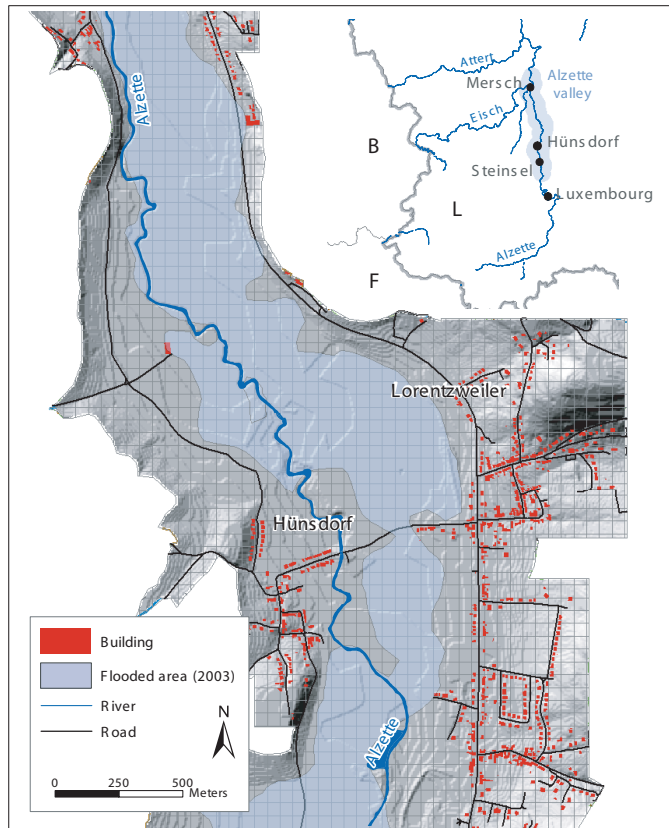 Alzette
Attert
Mersch
Alzette
valley
Eisch
B
Hünsdorf
Steinsel
L
Luxembourg
Alzette
F
Lorentzweiler
Hünsdorf
Building
Flooded area (2003)
River
Road
N
0 250 500
Meters
Alzette